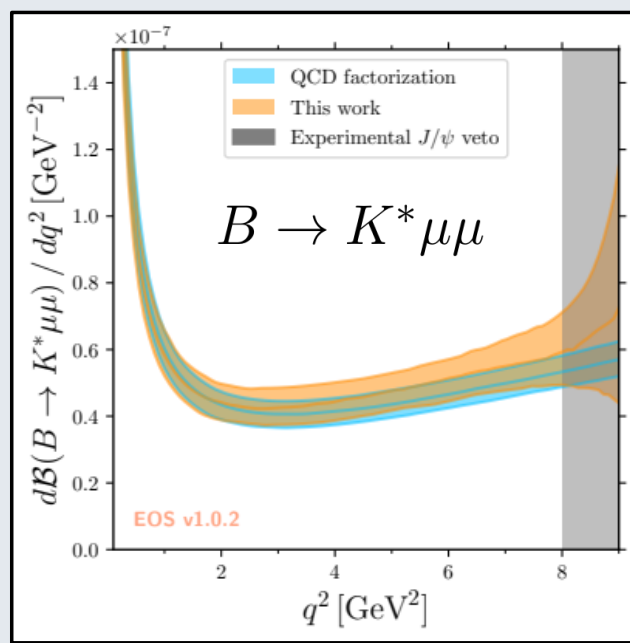 ×10⁻⁷
QCD factorization
This work
Experimental J/ψ veto
B → K*μμ
dℬ(B → K*μμ) / dq² [GeV⁻²]
1.4
1.2
1.0
0.8
0.6
0.4
0.2
0.0
EOS v1.0.2
2 4 6 8
q² [GeV²]